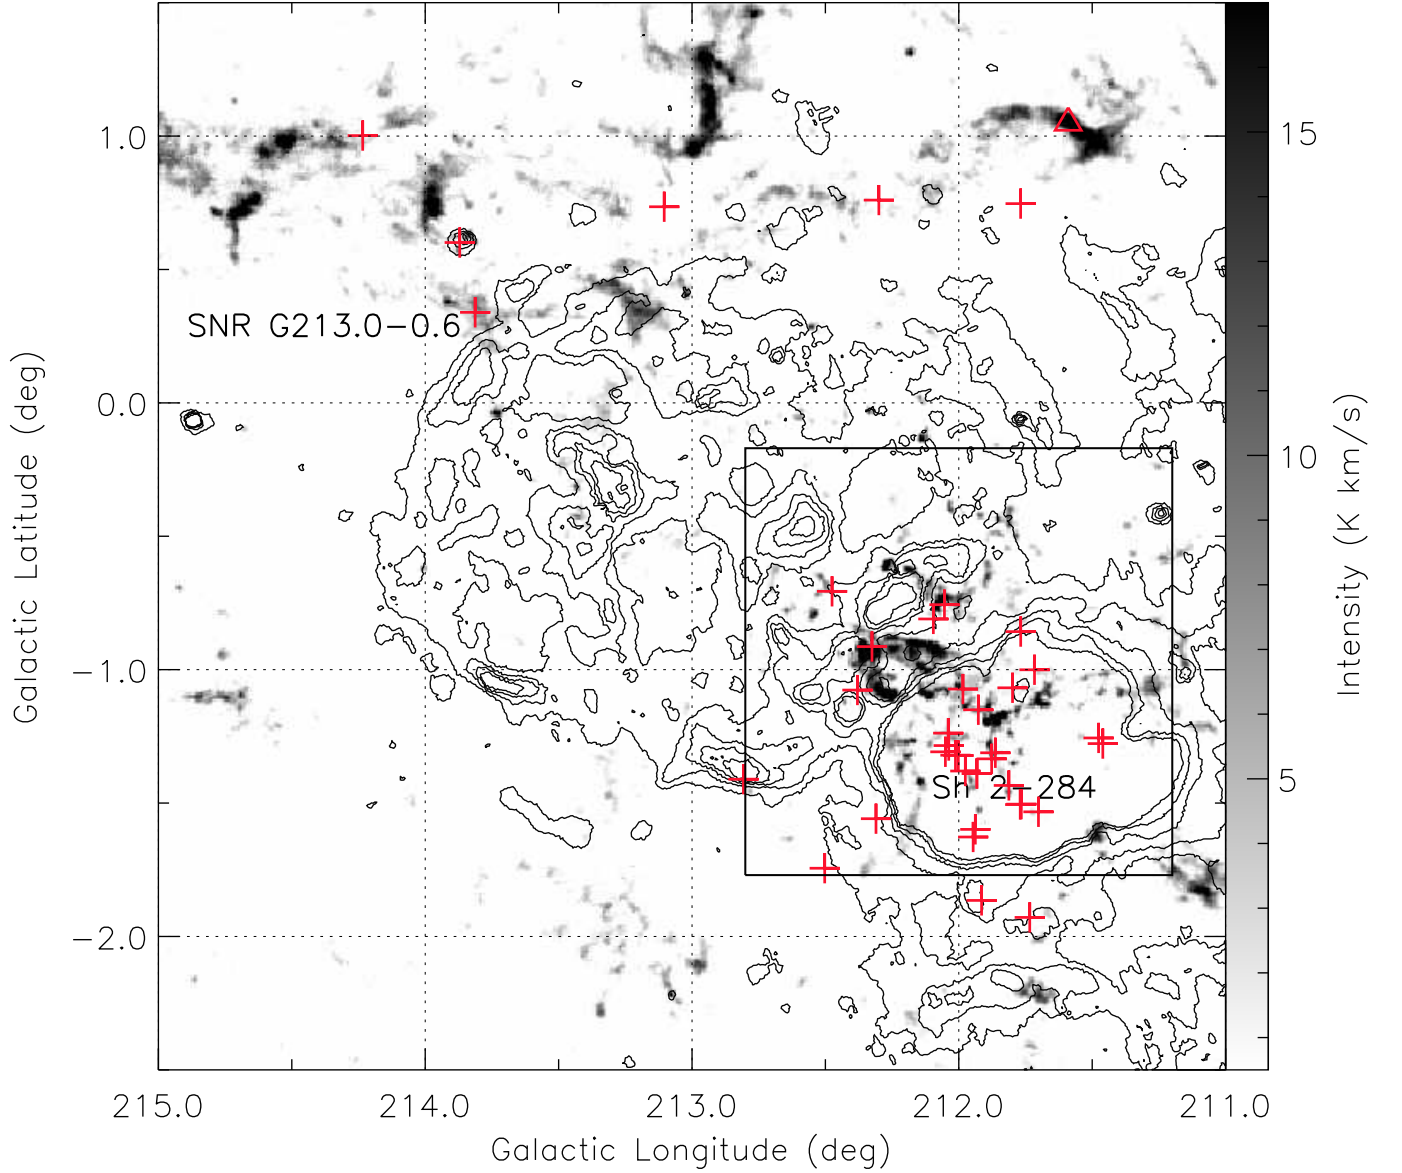 1.0
0.0
−1.0
−2.0
Galactic Latitude (deg)
SNR G213.0−0.6
Sh 2−284
215.0 214.0 213.0 212.0 211.0
Galactic Longitude (deg)
15
10
5
Intensity (K km/s)